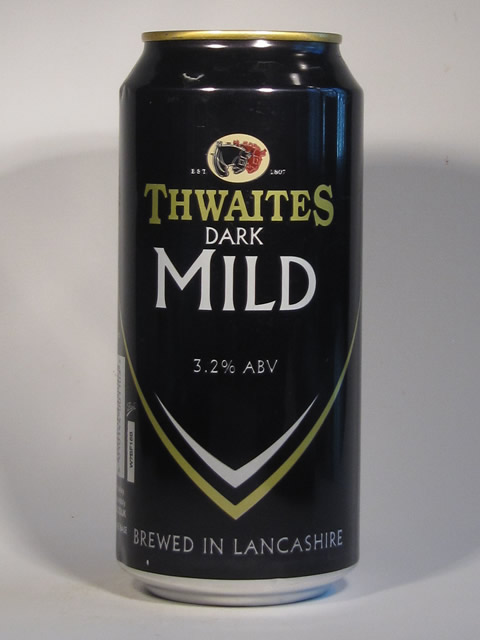 EST. 1807
THWAITES
DARK
MILD
3.2% ABV
BREWED IN LANCASHIRE